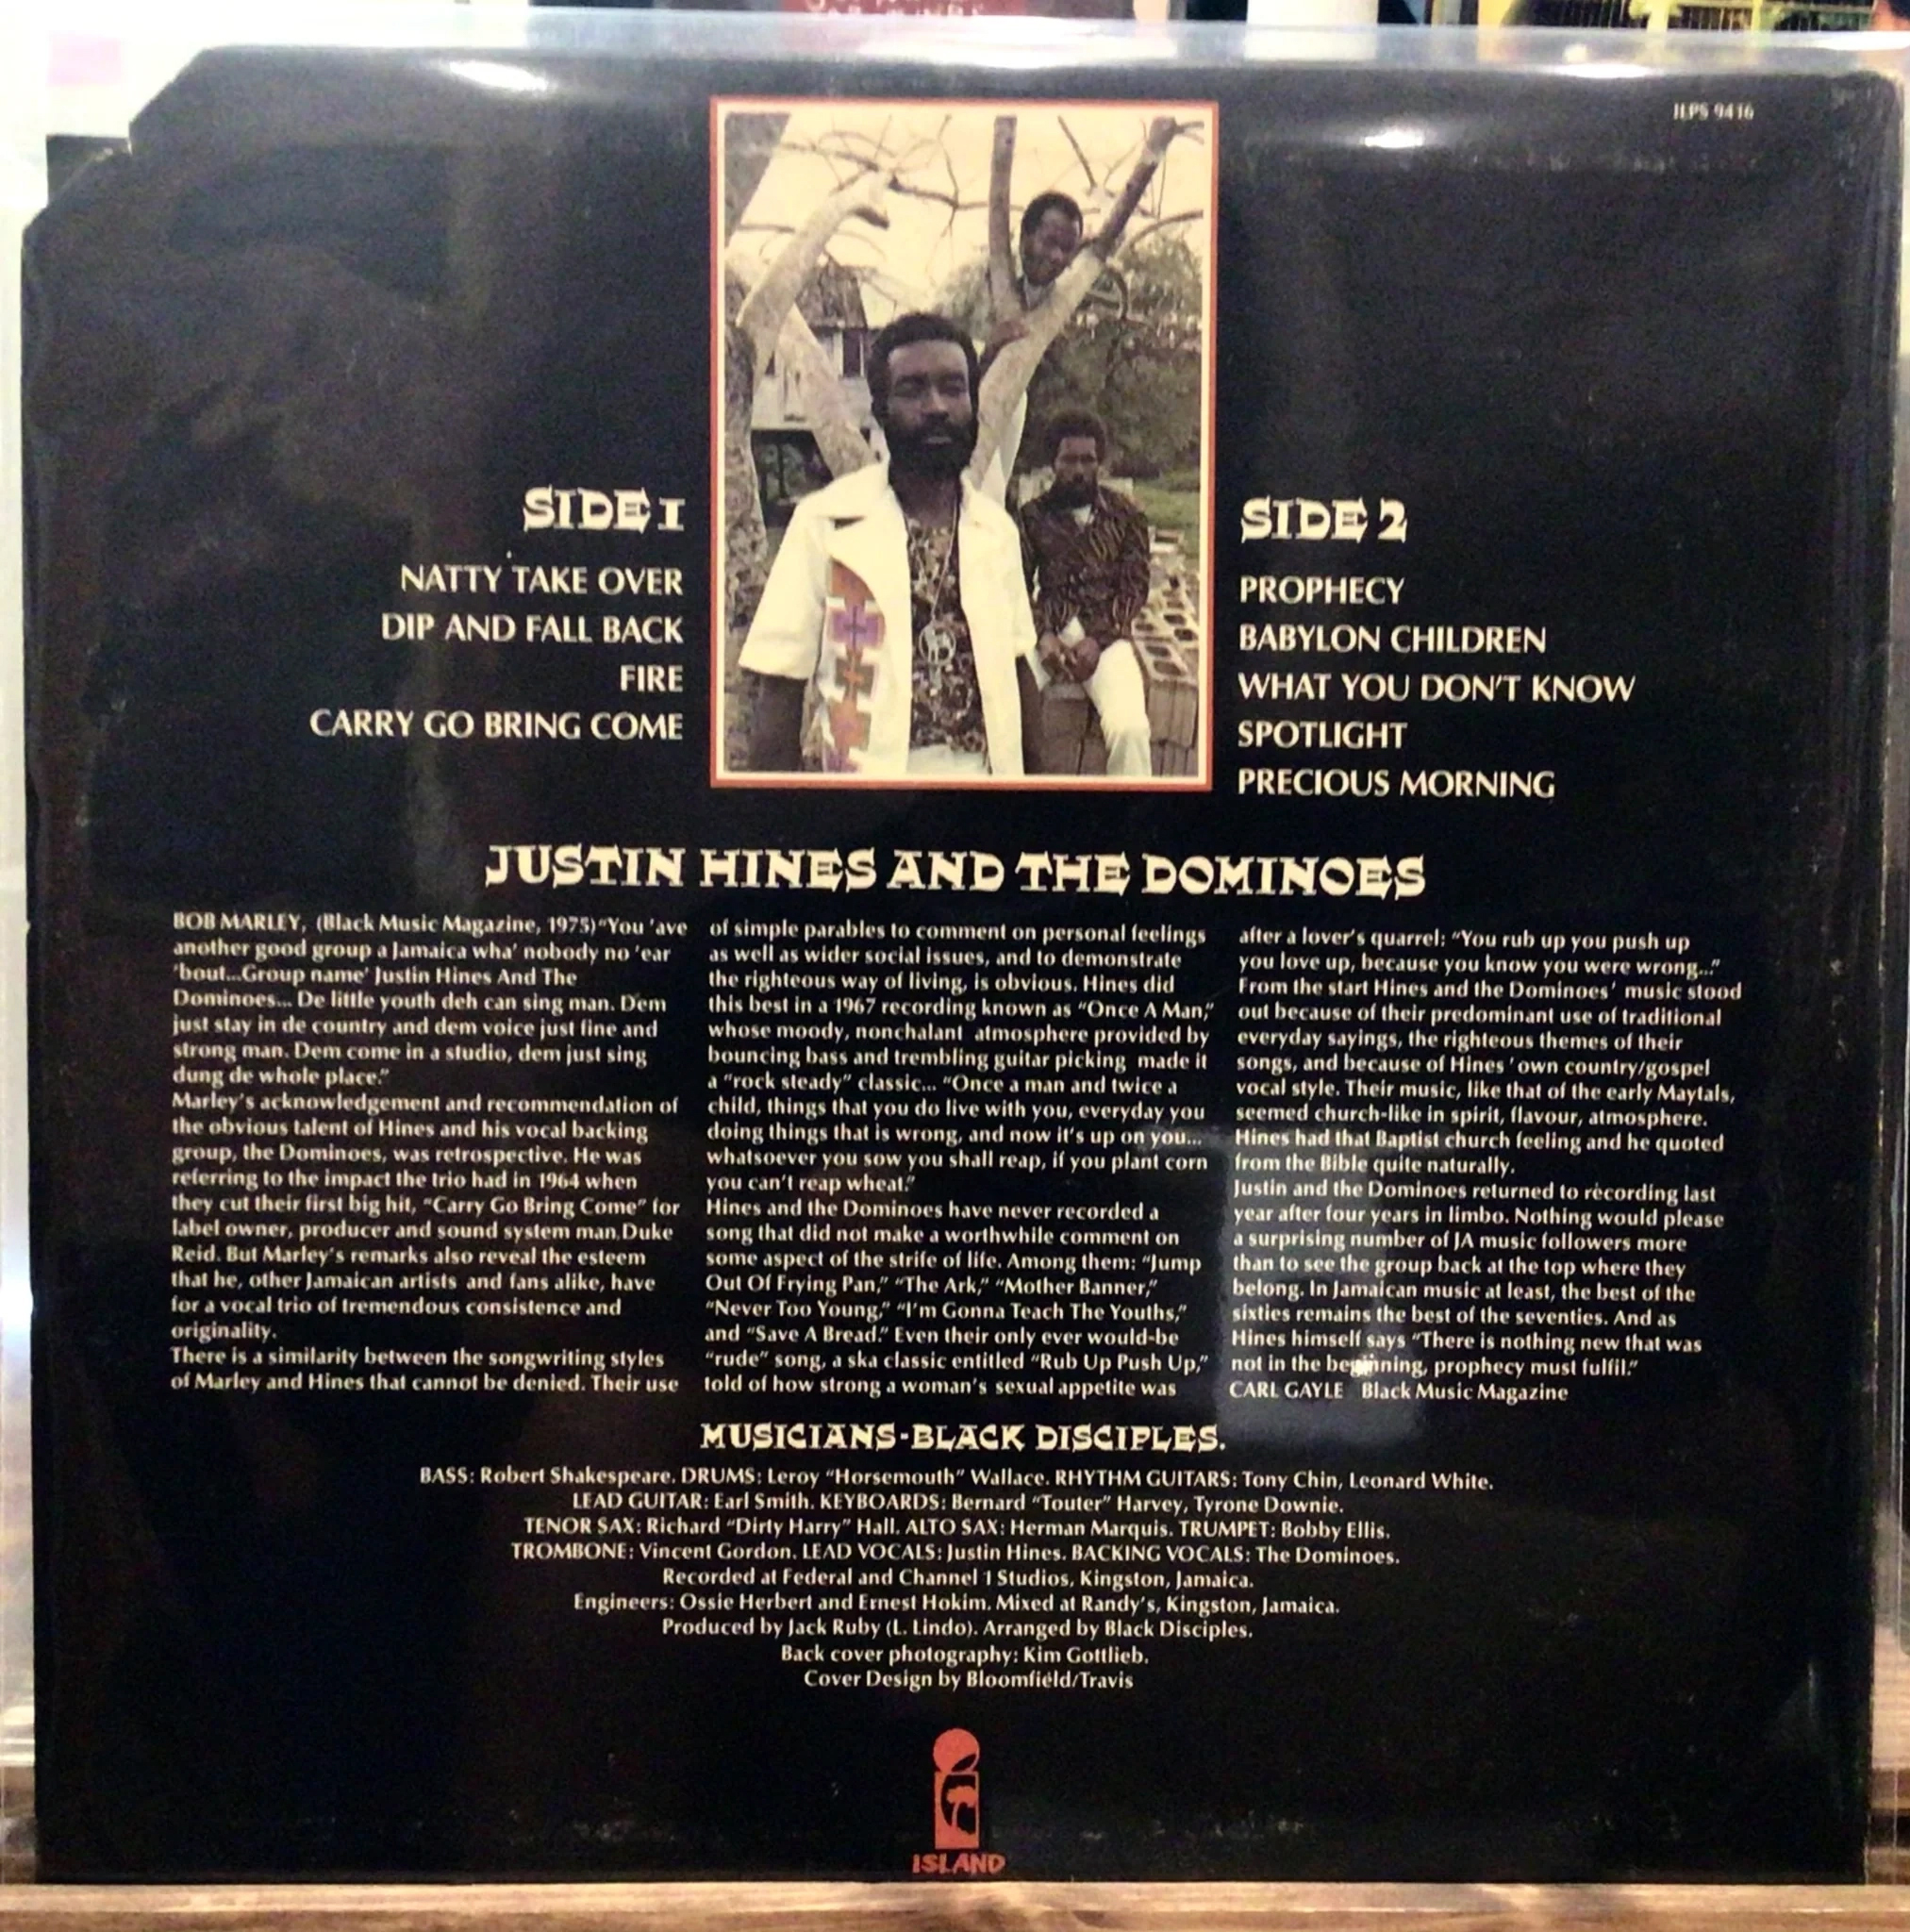 ILPS 9416
SIDE 1
NATTY TAKE OVER
DIP AND FALL BACK
FIRE
CARRY GO BRING COME
SIDE 2
PROPHECY
BABYLON CHILDREN
WHAT YOU DON'T KNOW
SPOTLIGHT
PRECIOUS MORNING
JUSTIN HINES AND THE DOMINOES
BOB MARLEY, (Black Music Magazine, 1975) "You 'ave
another good group a Jamaica wha' nobody no 'ear
'bout...Group name' Justin Hines And The
Dominoes... De little youth deh can sing man. Dem
just stay in de country and dem voice just fine and
strong man. Dem come in a studio, dem just sing
dung de whole place."
Marley's acknowledgement and recommendation of
the obvious talent of Hines and his vocal backing
group, the Dominoes, was retrospective. He was
referring to the impact the trio had in 1964 when
they cut their first big hit, "Carry Go Bring Come" for
label owner, producer and sound system man, Duke
Reid. But Marley's remarks also reveal the esteem
that he, other Jamaican artists and fans alike, have
for a vocal trio of tremendous consistence and
originality.
There is a similarity between the songwriting styles
of Marley and Hines that cannot be denied. Their use
of simple parables to comment on personal feelings
as well as wider social issues, and to demonstrate
the righteous way of living, is obvious. Hines did
this best in a 1967 recording known as "Once A Man,"
whose moody, nonchalant atmosphere provided by
bouncing bass and trembling guitar picking made it
a "rock steady" classic... "Once a man and twice a
child, things that you do live with you, everyday you
doing things that is wrong, and now it's up on you...
whatsoever you sow you shall reap, if you plant corn
you can't reap wheat."
Hines and the Dominoes have never recorded a
song that did not make a worthwhile comment on
some aspect of the strife of life. Among them: "Jump
Out Of Frying Pan," "The Ark," "Mother Banner,"
"Never Too Young," "I'm Gonna Teach The Youths,"
and "Save A Bread." Even their only ever would-be
"rude" song, a ska classic entitled "Rub Up Push Up,"
told of how strong a woman's sexual appetite was
after a lover's quarrel: "You rub up you push up
you love up, because you know you were wrong..."
From the start Hines and the Dominoes' music stood
out because of their predominant use of traditional
everyday sayings, the righteous themes of their
songs, and because of Hines' own country/gospel
vocal style. Their music, like that of the early Maytals,
seemed church-like in spirit, flavour, atmosphere.
Hines had that Baptist church feeling and he quoted
from the Bible quite naturally.
Justin and the Dominoes returned to recording last
year after four years in limbo. Nothing would please
a surprising number of JA music followers more
than to see the group back at the top where they
belong. In Jamaican music at least, the best of the
sixties remains the best of the seventies. And as
Hines himself says "There is nothing new that was
not in the beginning, prophecy must fulfil."
CARL GAYLE Black Music Magazine
MUSICIANS-BLACK DISCIPLES.
BASS: Robert Shakespeare. DRUMS: Leroy "Horsemouth" Wallace. RHYTHM GUITARS: Tony Chin, Leonard White.
LEAD GUITAR: Earl Smith. KEYBOARDS: Bernard "Touter" Harvey, Tyrone Downie.
TENOR SAX: Richard "Dirty Harry" Hall. ALTO SAX: Herman Marquis. TRUMPET: Bobby Ellis.
TROMBONE: Vincent Gordon. LEAD VOCALS: Justin Hines. BACKING VOCALS: The Dominoes.
Recorded at Federal and Channel 1 Studios, Kingston, Jamaica.
Engineers: Ossie Herbert and Ernest Hokim. Mixed at Randy's, Kingston, Jamaica.
Produced by Jack Ruby (L. Lindo). Arranged by Black Disciples.
Back cover photography: Kim Gottlieb.
Cover Design by Bloomfield/Travis
ISLAND